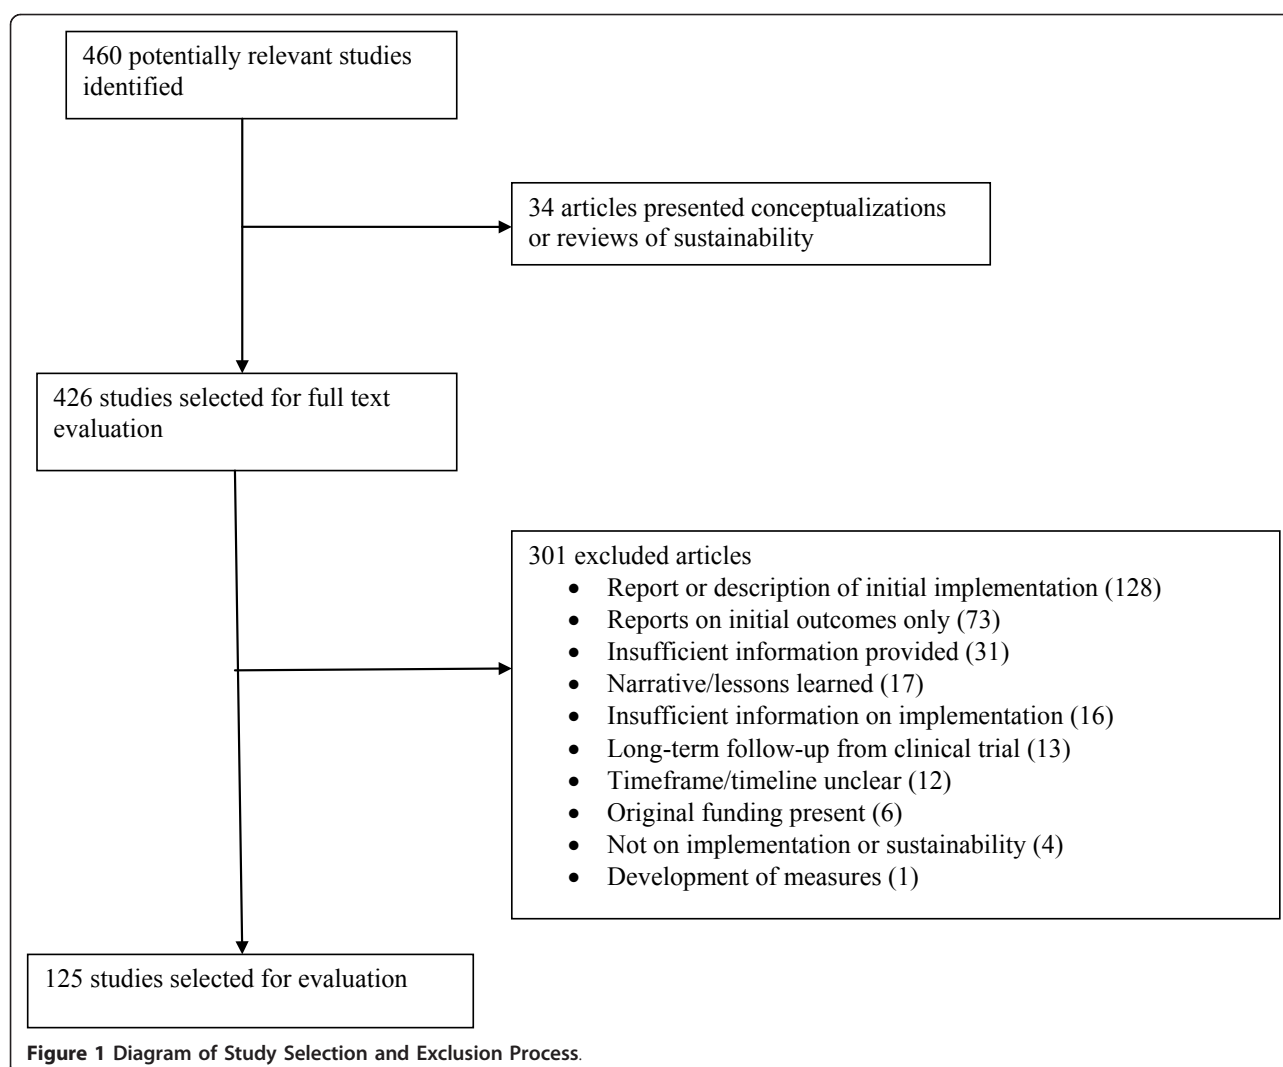 460 potentially relevant studies
identified
34 articles presented conceptualizations
or reviews of sustainability
426 studies selected for full text
evaluation
301 excluded articles
• Report or description of initial implementation (128)
• Reports on initial outcomes only (73)
• Insufficient information provided (31)
• Narrative/lessons learned (17)
• Insufficient information on implementation (16)
• Long-term follow-up from clinical trial (13)
• Timeframe/timeline unclear (12)
• Original funding present (6)
• Not on implementation or sustainability (4)
• Development of measures (1)
125 studies selected for evaluation
Figure 1 Diagram of Study Selection and Exclusion Process.